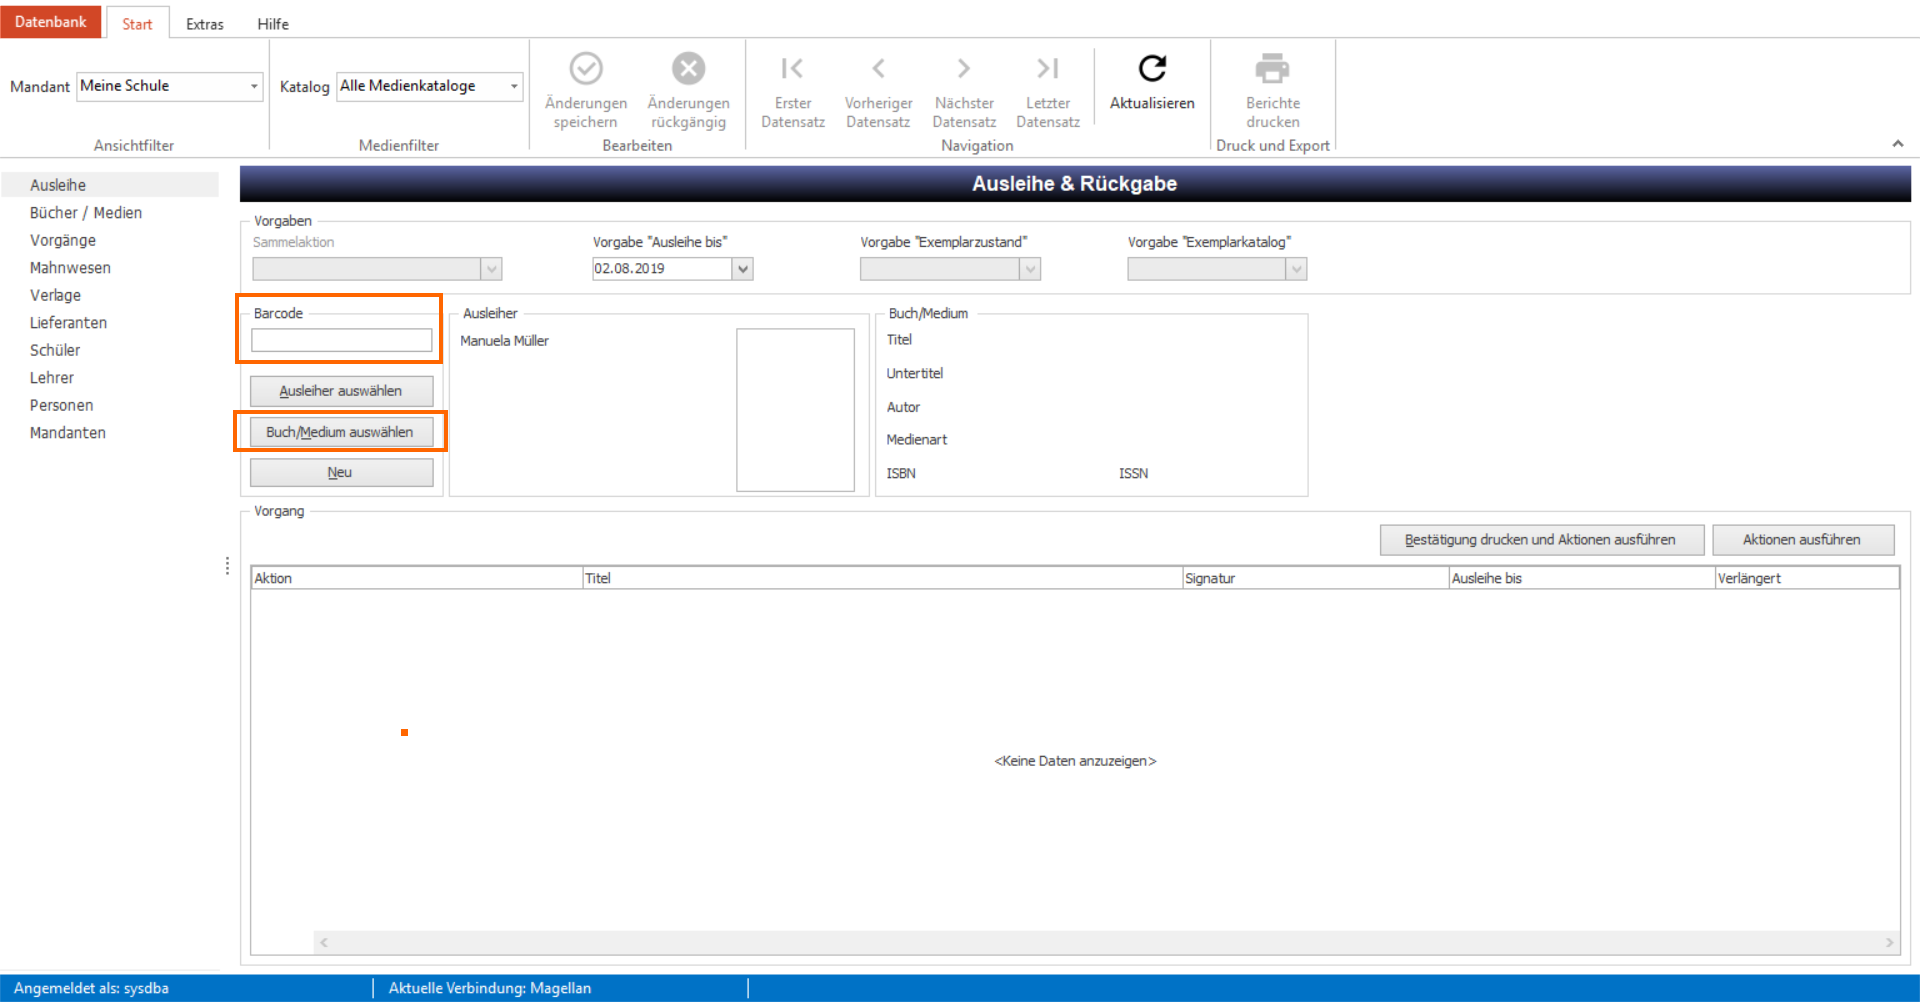 Datenbank Start Extras Hilfe
Mandant Meine Schule Katalog Alle Medienkataloge
Änderungen speichern
Änderungen rückgängig
Erster Datensatz
Vorheriger Datensatz
Nächster Datensatz
Letzter Datensatz
Aktualisieren
Berichte drucken
Ansichtfilter Medienfilter Bearbeiten Navigation Druck und Export
Ausleihe
Bücher / Medien
Vorgänge
Mahnwesen
Verlage
Lieferanten
Schüler
Lehrer
Personen
Mandanten
Ausleihe & Rückgabe
Vorgaben
Sammelaktion Vorgabe "Ausleihe bis" Vorgabe "Exemplarzustand" Vorgabe "Exemplarkatalog"
02.08.2019
Barcode
Ausleiher auswählen
Buch/Medium auswählen
Neu
Ausleiher
Manuela Müller
Buch/Medium
Titel
Untertitel
Autor
Medienart
ISBN ISSN
Vorgang
Bestätigung drucken und Aktionen ausführen Aktionen ausführen
Aktion Titel Signatur Ausleihe bis Verlängert
<Keine Daten anzuzeigen>
Angemeldet als: sysdba Aktuelle Verbindung: Magellan